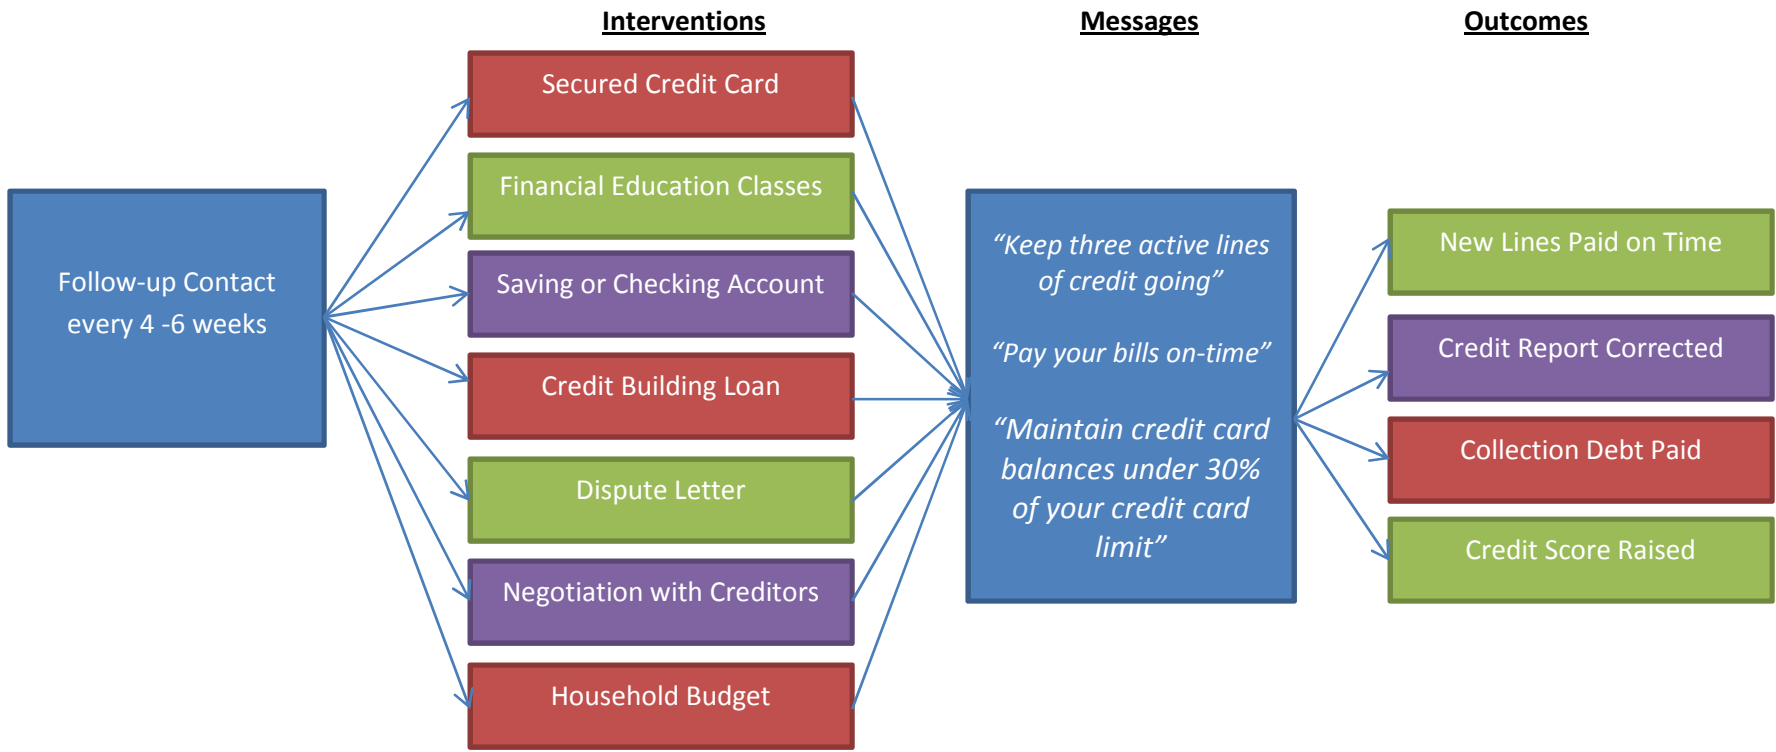 Interventions
Messages
Outcomes
Follow-up Contact
every 4 -6 weeks
Secured Credit Card
Financial Education Classes
Saving or Checking Account
Credit Building Loan
Dispute Letter
Negotiation with Creditors
Household Budget
“Keep three active lines
of credit going”
“Pay your bills on-time”
“Maintain credit card
balances under 30%
of your credit card
limit”
New Lines Paid on Time
Credit Report Corrected
Collection Debt Paid
Credit Score Raised